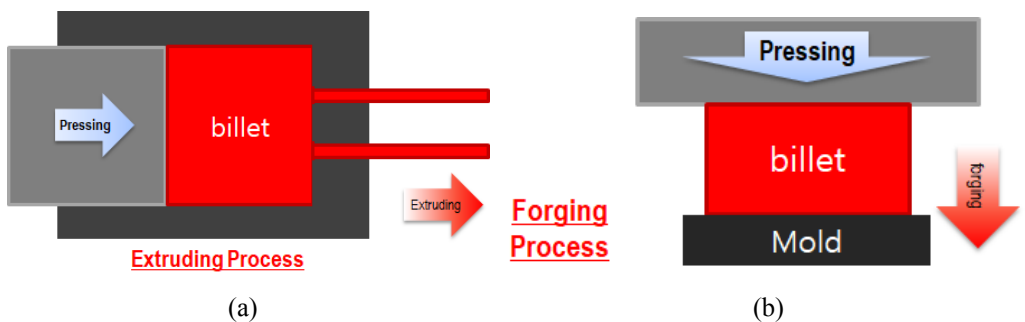 Pressing
billet
Extruding
Extruding Process
(a)
Forging
Process
Pressing
billet
forging
Mold
(b)